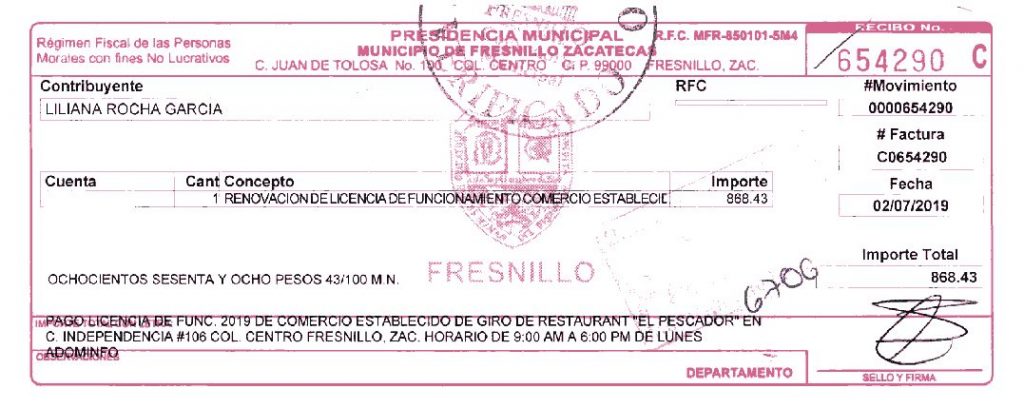 Régimen Fiscal de las Personas
Morales con fines No Lucrativos
PRESIDENCIA MUNICIPAL
MUNICIPIO DE FRESNILLO ZACATECAS
C. JUAN DE TOLOSA No. 100, COL. CENTRO C. P. 99000 FRESNILLO, ZAC.
R.F.C. MFR-850101-5M4
RECIBO No.
654290 C
Contribuyente
LILIANA ROCHA GARCIA
RFC
#Movimiento
0000654290
# Factura
C0654290
Cuenta Cant Concepto Importe
1 RENOVACION DE LICENCIA DE FUNCIONAMIENTO COMERCIO ESTABLECID 868.43
Fecha
02/07/2019
Importe Total
868.43
OCHOCIENTOS SESENTA Y OCHO PESOS 43/100 M.N.
FRESNILLO
6709
PAGO LICENCIA DE FUNC. 2019 DE COMERCIO ESTABLECIDO DE GIRO DE RESTAURANT "EL PESCADOR" EN
C. INDEPENDENCIA #106 COL. CENTRO FRESNILLO, ZAC. HORARIO DE 9:00 AM A 6:00 PM DE LUNES
ADOMINFO
OBSERVACIONES
DEPARTAMENTO
SELLO Y FIRMA